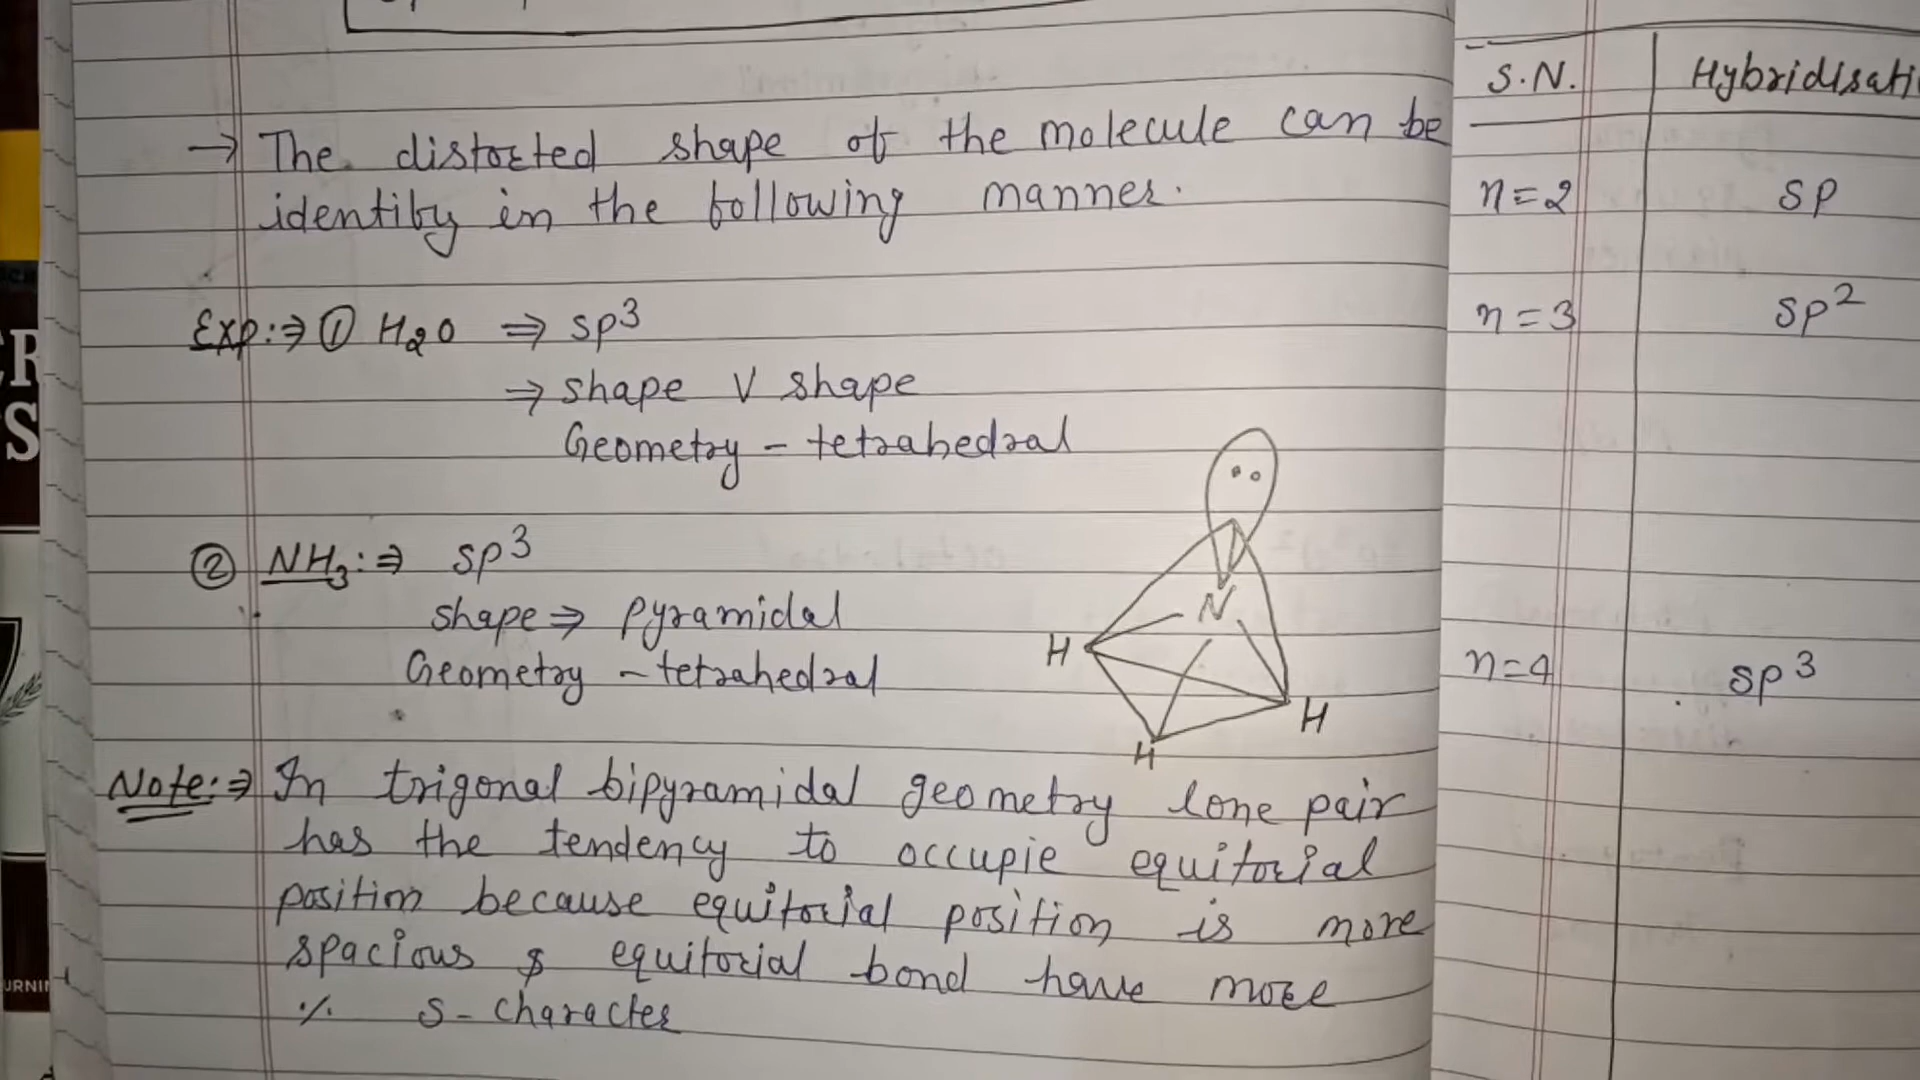 → The distorted shape of the molecule can be
identify in the following manner.
Exp:⇒ ① H2O ⇒ sp3
⇒ shape V shape
Geometry - tetrahedral
② NH3:⇒ sp3
shape ⇒ pyramidal
Geometry - tetrahedral
N
H
H
H
Note:⇒ In trigonal bipyramidal geometry lone pair
has the tendency to occupie equitorial
position because equitorial position is more
spacious & equitorial bond have more
% s-character
S.N. Hybridisati
n=2 sp
n=3 sp2
n=4 sp3
URNI